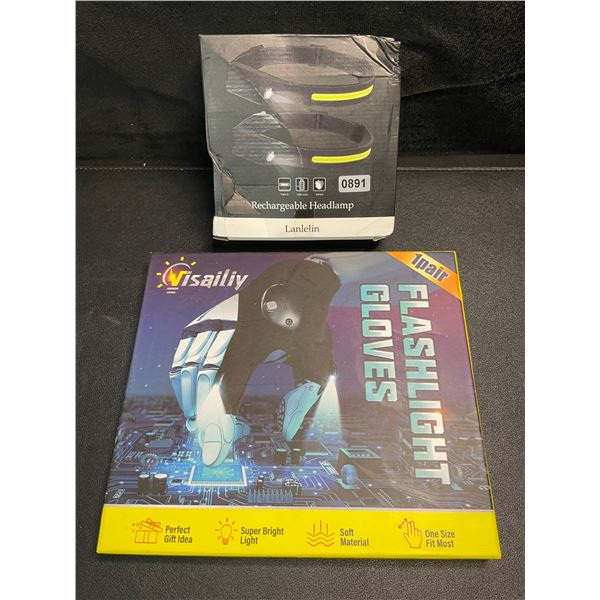 0891
Rechargeable Headlamp
Lanlelin
Visailiy
1pair
FLASHLIGHT
GLOVES
Perfect
Gift Idea
Super Bright
Light
Soft
Material
One Size
Fit Most